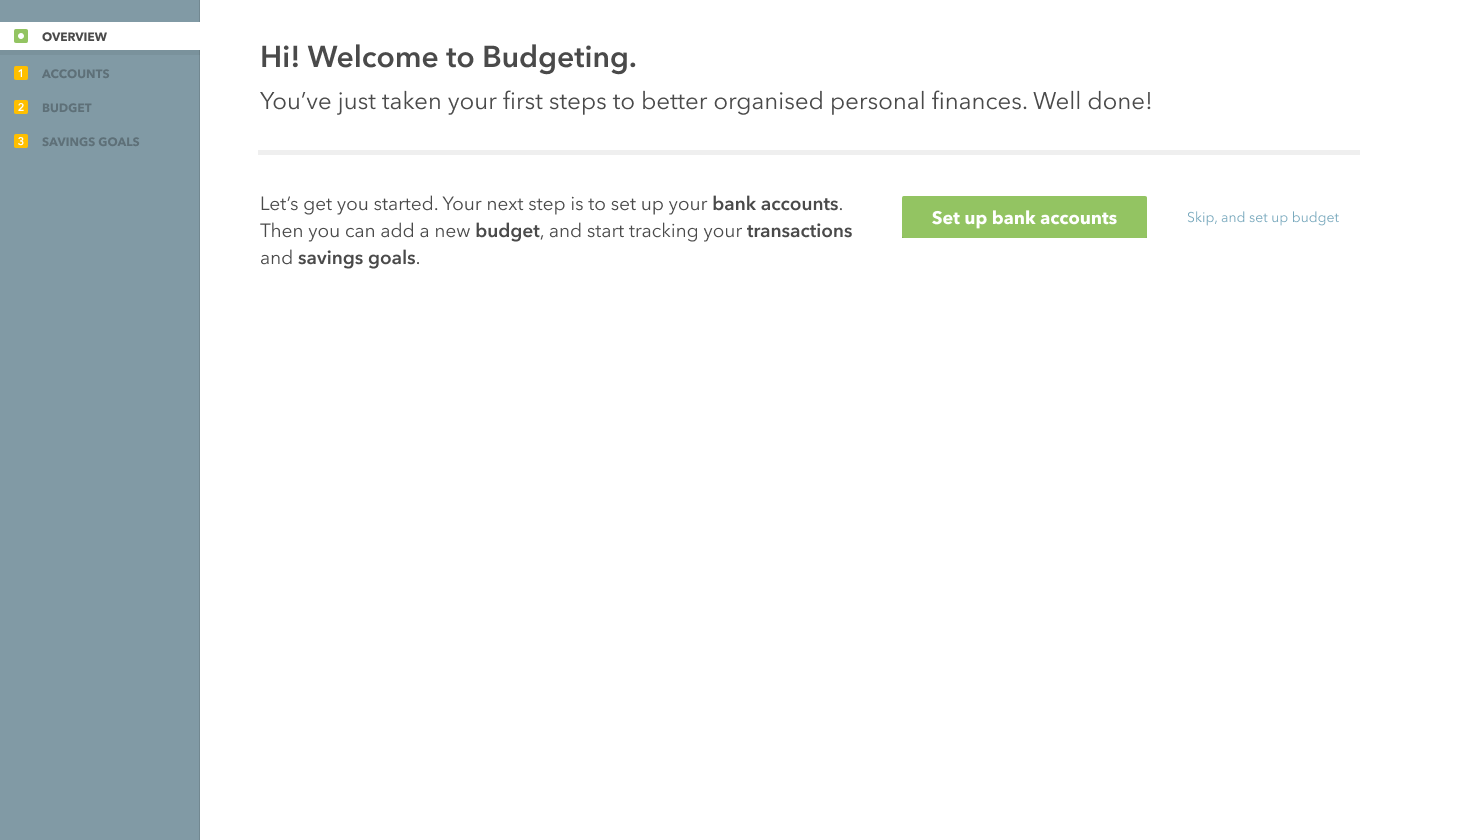 OVERVIEW
1 ACCOUNTS
2 BUDGET
3 SAVINGS GOALS
Hi! Welcome to Budgeting.
You’ve just taken your first steps to better organised personal finances. Well done!
Let’s get you started. Your next step is to set up your bank accounts.
Then you can add a new budget, and start tracking your transactions
and savings goals.
Set up bank accounts
Skip, and set up budget